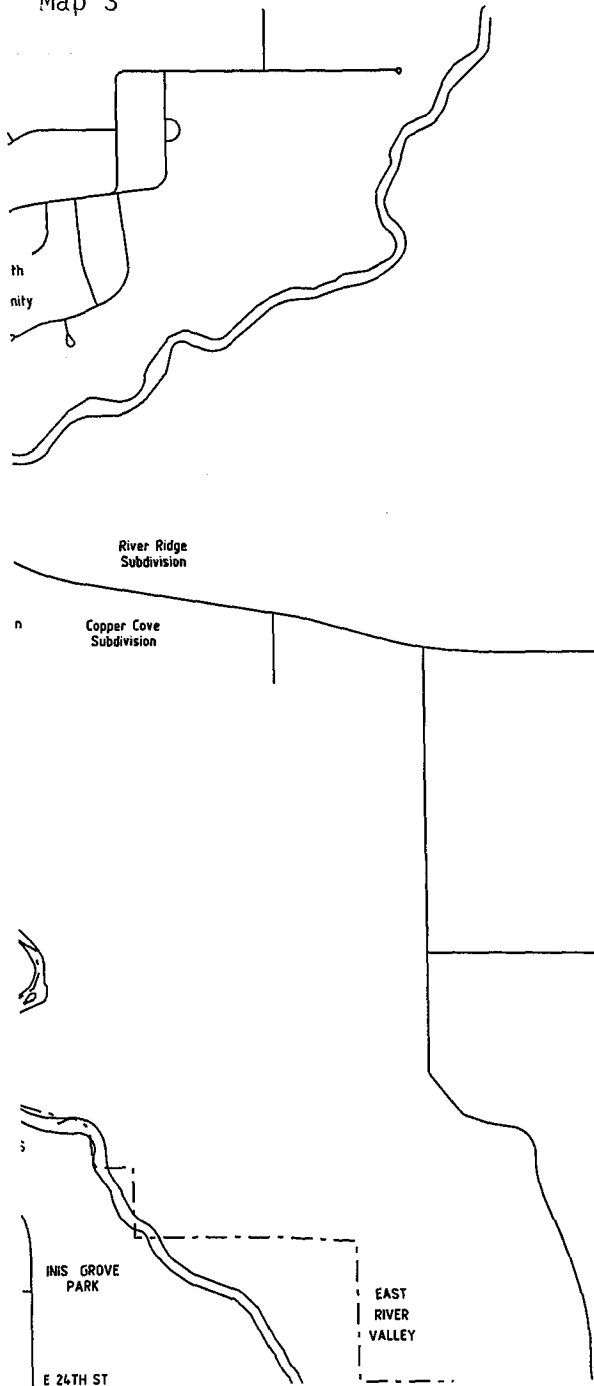 Map 3
th
nity
River Ridge
Subdivision
n
Copper Cove
Subdivision
s
INIS GROVE
PARK
EAST
RIVER
VALLEY
E 24TH ST